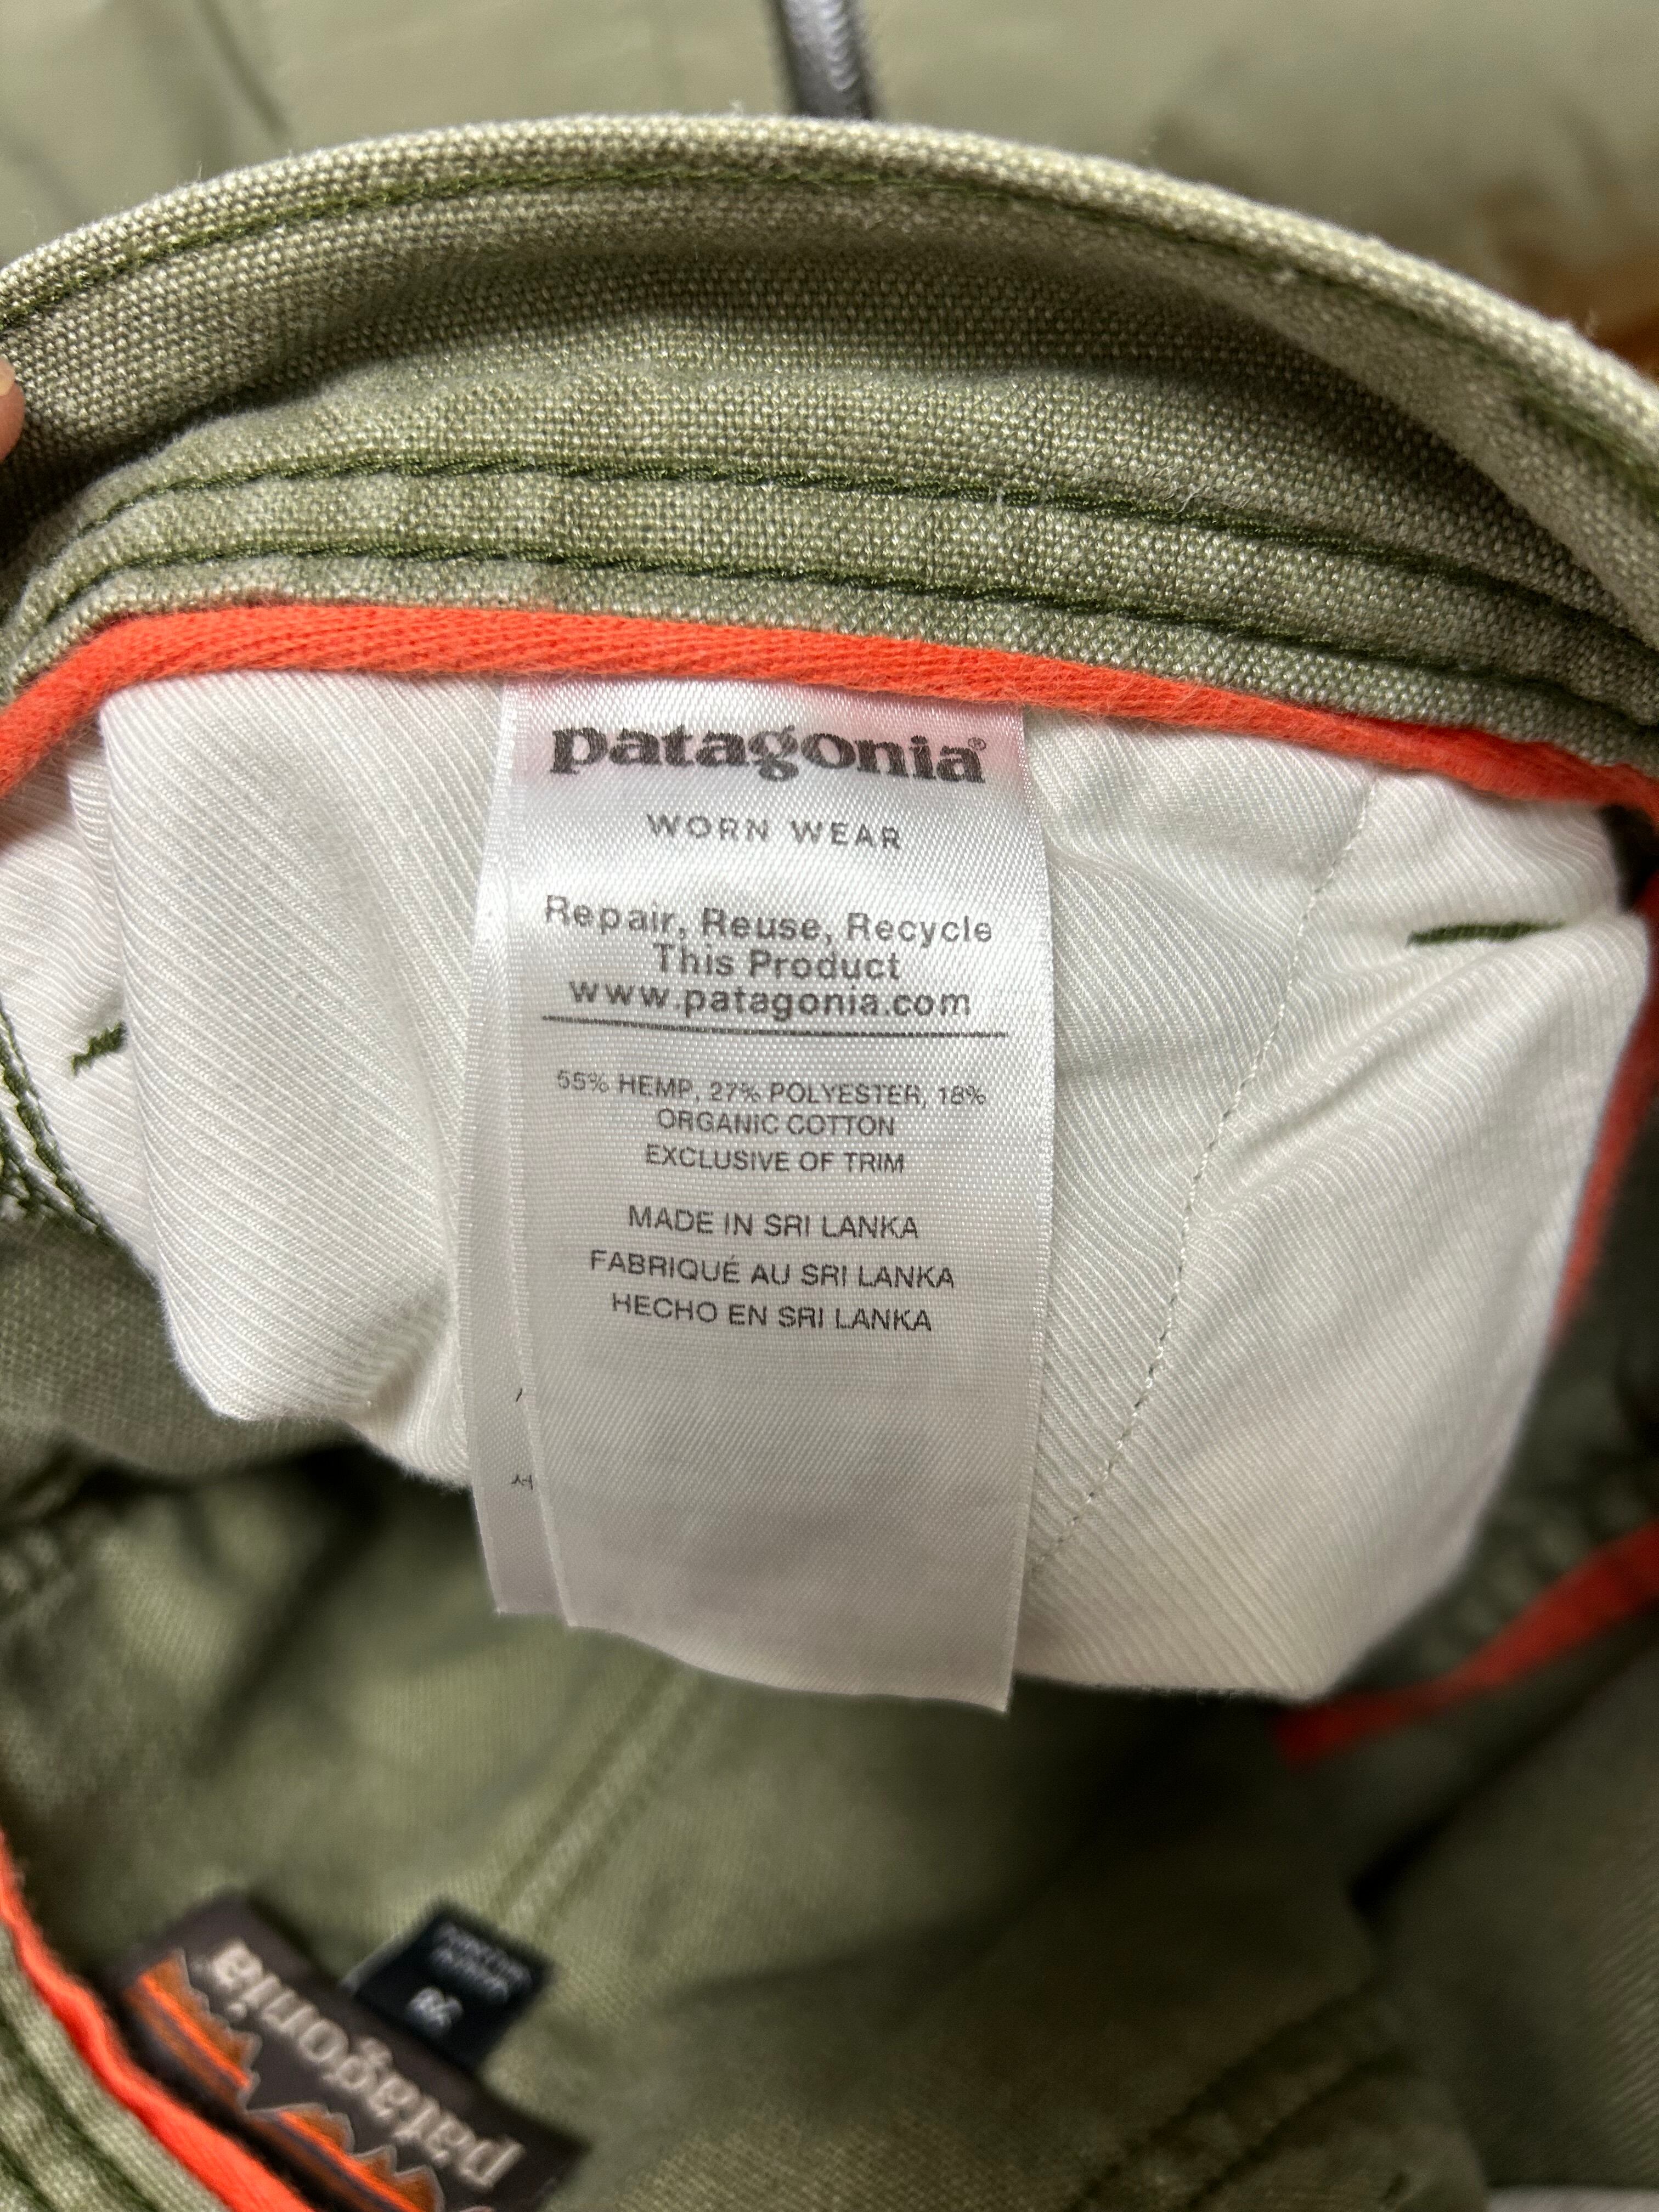 patagonia®
WORN WEAR
Repair, Reuse, Recycle
This Product
www.patagonia.com
55% HEMP, 27% POLYESTER, 18%
ORGANIC COTTON
EXCLUSIVE OF TRIM
MADE IN SRI LANKA
FABRIQUÉ AU SRI LANKA
HECHO EN SRI LANKA
patagonia